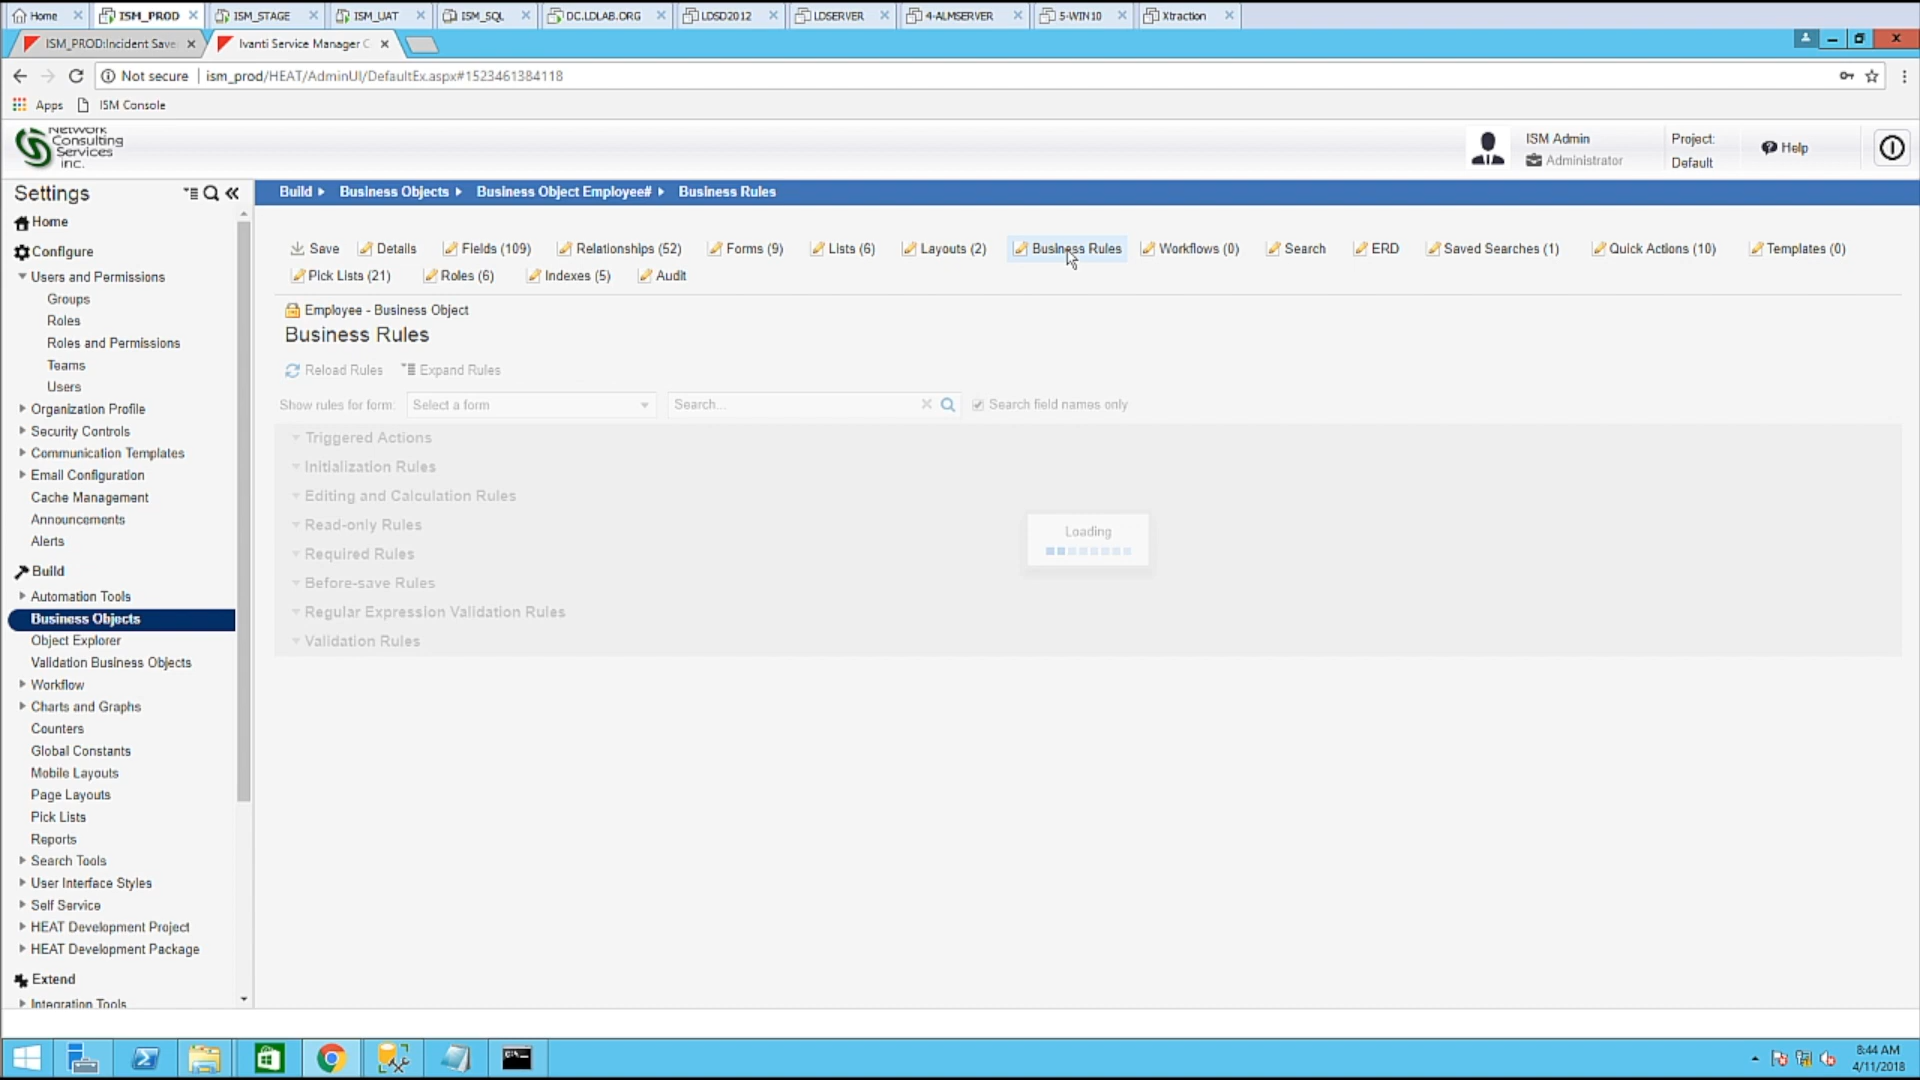 Home ISM_PROD ISM_STAGE ISM_UAT ISM_SQL DC.LDLAB.ORG LDSD2012 LDSERVER 4-ALMSERVER 5-WIN10 Xtraction
ISM_PROD:Incident Save Ivanti Service Manager C
Not secure ism_prod/HEAT/AdminUI/DefaultEx.aspx#1523461384118
Apps ISM Console
Network
Consulting
Services
inc.
ISM Admin
Administrator
Project:
Default
Help
Settings
Build Business Objects Business Object Employee# Business Rules
Home
Configure
Users and Permissions
Groups
Roles
Roles and Permissions
Teams
Users
Organization Profile
Security Controls
Communication Templates
Email Configuration
Cache Management
Announcements
Alerts
Build
Automation Tools
Business Objects
Object Explorer
Validation Business Objects
Workflow
Charts and Graphs
Counters
Global Constants
Mobile Layouts
Page Layouts
Pick Lists
Reports
Search Tools
User Interface Styles
Self Service
HEAT Development Project
HEAT Development Package
Extend
Integration Tools
Save Details Fields (109) Relationships (52) Forms (9) Lists (6) Layouts (2) Business Rules Workflows (0) Search ERD Saved Searches (1) Quick Actions (10) Templates (0)
Pick Lists (21) Roles (6) Indexes (5) Audit
Employee - Business Object
Business Rules
Reload Rules Expand Rules
Show rules for form: Select a form Search... Search field names only
Triggered Actions
Initialization Rules
Editing and Calculation Rules
Read-only Rules
Required Rules
Before-save Rules
Regular Expression Validation Rules
Validation Rules
Loading
8:44 AM
4/11/2018